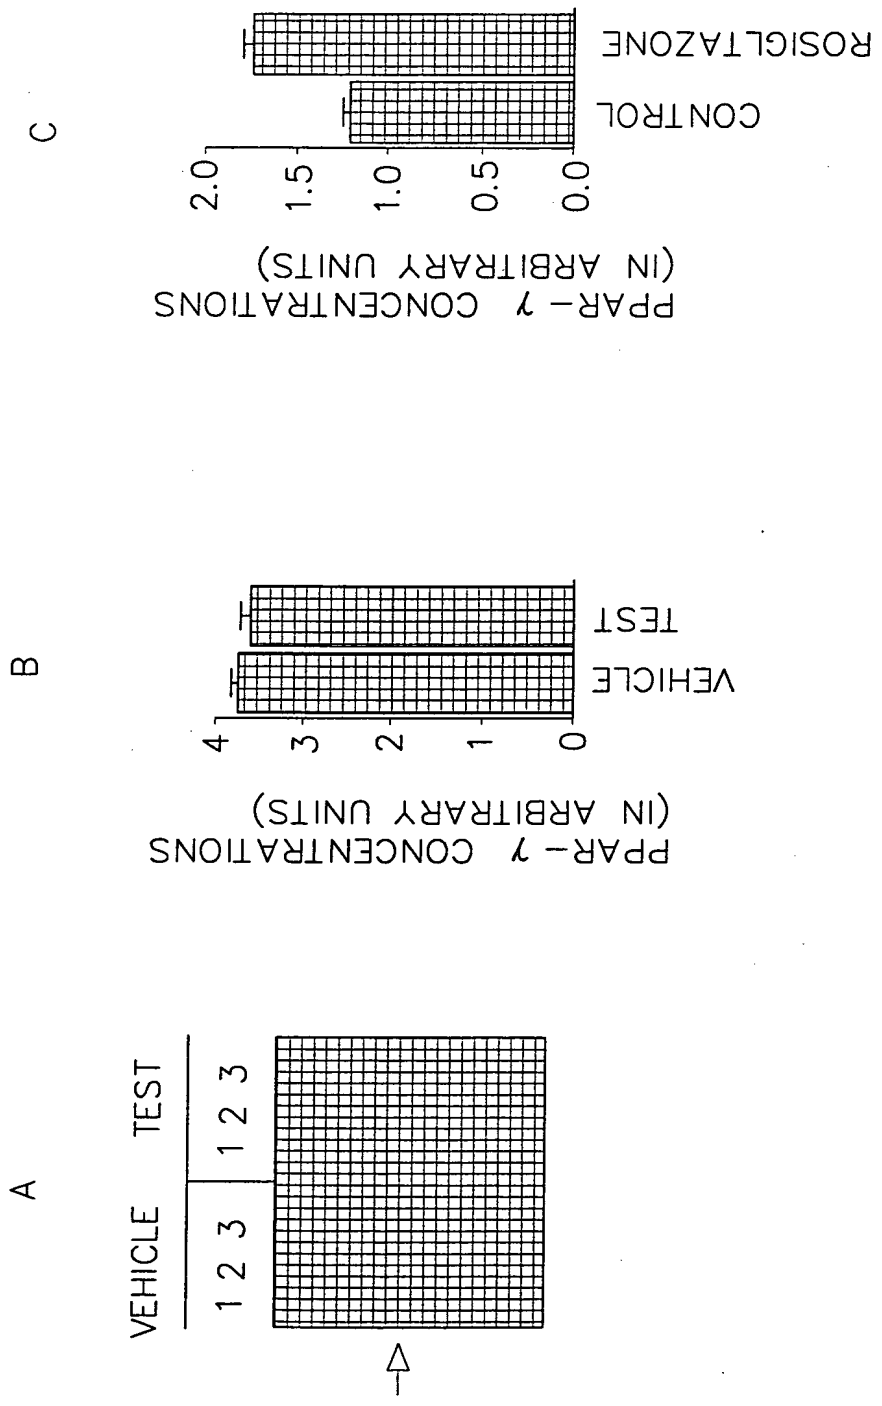 A
VEHICLE TEST
1 2 3 1 2 3
B
PPAR-γ CONCENTRATIONS
(IN ARBITRARY UNITS)
4
3
2
1
0
VEHICLE
TEST
C
PPAR-γ CONCENTRATIONS
(IN ARBITRARY UNITS)
2.0
1.5
1.0
0.5
0.0
CONTROL
ROSIGLTAZONE